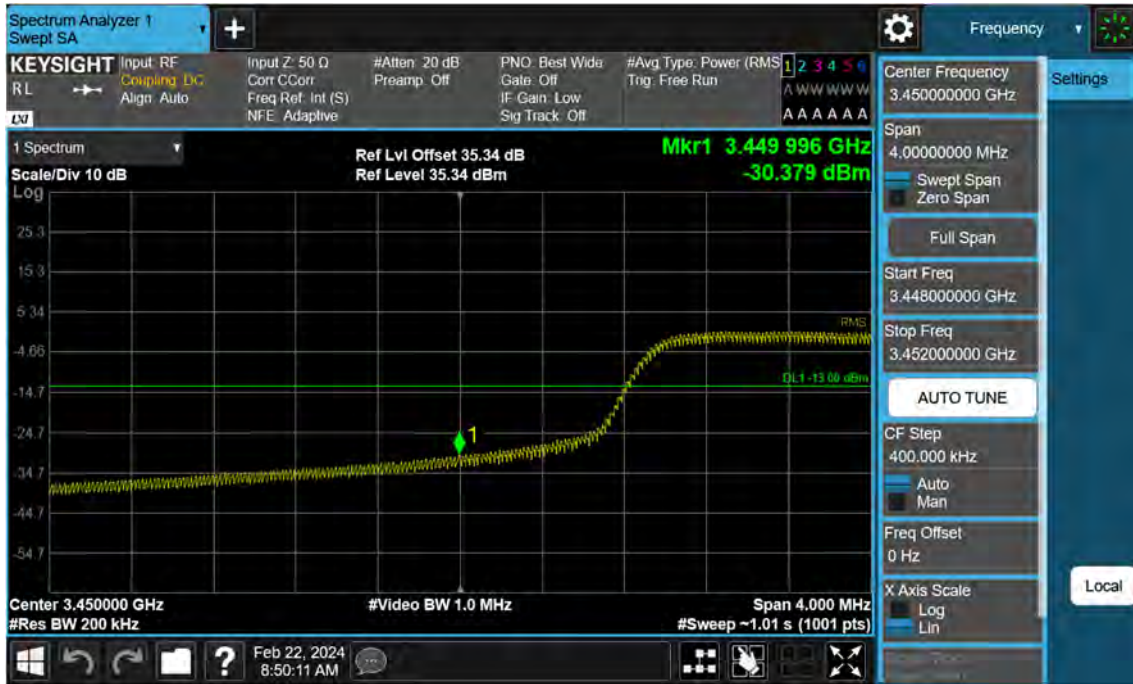 Spectrum Analyzer 1
Swept SA
KEYSIGHT
RL
LXI
Input: RF
Coupling: DC
Align: Auto
Input Z: 50 Ω
Corr CCorr
Freq Ref: Int (S)
NFE: Adaptive
#Atten: 20 dB
Preamp: Off
PNO: Best Wide
Gate: Off
IF Gain: Low
Sig Track: Off
#Avg Type: Power (RMS
Trig: Free Run
1 2 3 4 5 6
A W W W W W
A A A A A A
1 Spectrum
Scale/Div 10 dB
Ref Lvl Offset 35.34 dB
Ref Level 35.34 dBm
Mkr1 3.449 996 GHz
-30.379 dBm
Log
25.3
15.3
5.34
-4.66
-14.7
-24.7
-34.7
-44.7
-54.7
RMS
DL1 -13.00 dBm
1
Center 3.450000 GHz
#Res BW 200 kHz
#Video BW 1.0 MHz
Span 4.000 MHz
#Sweep ~1.01 s (1001 pts)
Feb 22, 2024
8:50:11 AM
Frequency
Settings
Center Frequency
3.450000000 GHz
Span
4.00000000 MHz
Swept Span
Zero Span
Full Span
Start Freq
3.448000000 GHz
Stop Freq
3.452000000 GHz
AUTO TUNE
CF Step
400.000 kHz
Auto
Man
Freq Offset
0 Hz
X Axis Scale
Log
Lin
Local